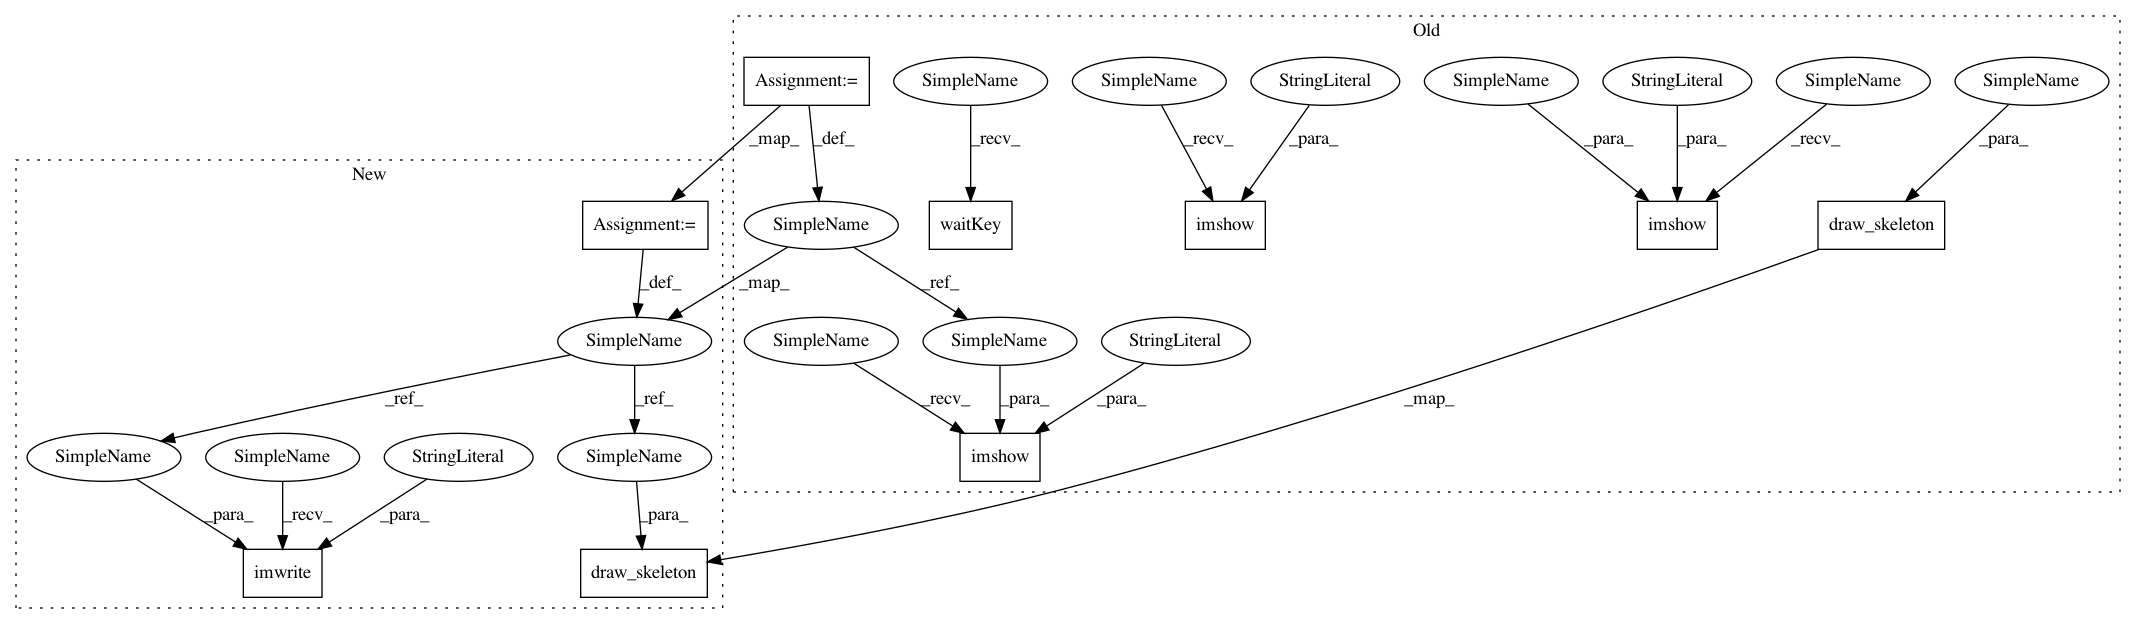 Old
Assignment:=
SimpleName
SimpleName
StringLiteral
SimpleName
StringLiteral
SimpleName
SimpleName
_map_
_def_
_recv_
_recv_
_para_
_para_
_para_
_recv_
_para_
New
Assignment:=
SimpleName
waitKey
imshow
imshow
draw_skeleton
_def_
_map_
_ref_
SimpleName
SimpleName
SimpleName
StringLiteral
_ref_
_ref_
_recv_
_para_
_para_
_map_
SimpleName
SimpleName
StringLiteral
SimpleName
imshow
_para_
_recv_
_para_
_para_
imwrite
draw_skeleton